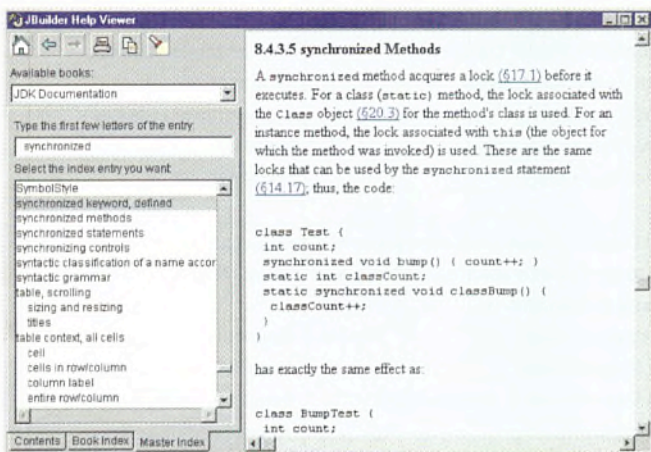 JBuilder Help Viewer
Available books:
JDK Documentation
Type the first few letters of the entry:
synchronized
Select the index entry you want:
SymbolStyle
synchronized keyword, defined
synchronized methods
synchronized statements
synchronizing controls
syntactic classification of a name accor
syntactic grammar
table, scrolling
sizing and resizing
titles
table context, all cells
cell
cells in row/column
column label
entire row/column
Contents
Book Index
Master Index
8.4.3.5 synchronized Methods
A synchronized method acquires a lock (§17.1) before it
executes. For a class (static) method, the lock associated with
the Class object (§20.3) for the method's class is used. For an
instance method, the lock associated with this (the object for
which the method was invoked) is used. These are the same
locks that can be used by the synchronized statement
(§14.17); thus, the code:
class Test {
int count;
synchronized void bump() { count++; }
static int classCount;
static synchronized void classBump() {
classCount++;
}
}
has exactly the same effect as:
class BumpTest {
int count;